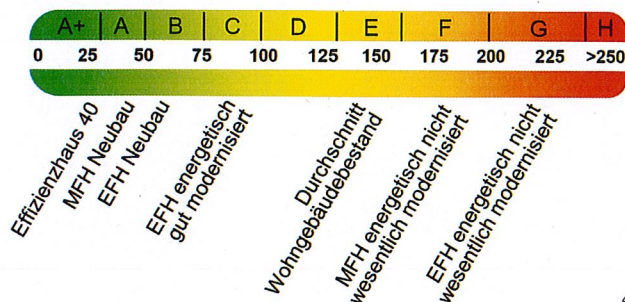 A+ A B C D E F G H
0 25 50 75 100 125 150 175 200 225 >250
Effizienzhaus 40
MFH Neubau
EFH Neubau
EFH energetisch
gut modernisiert
Durchschnitt
Wohngebäudebestand
MFH energetisch nicht
wesentlich modernisiert
EFH energetisch nicht
wesentlich modernisiert